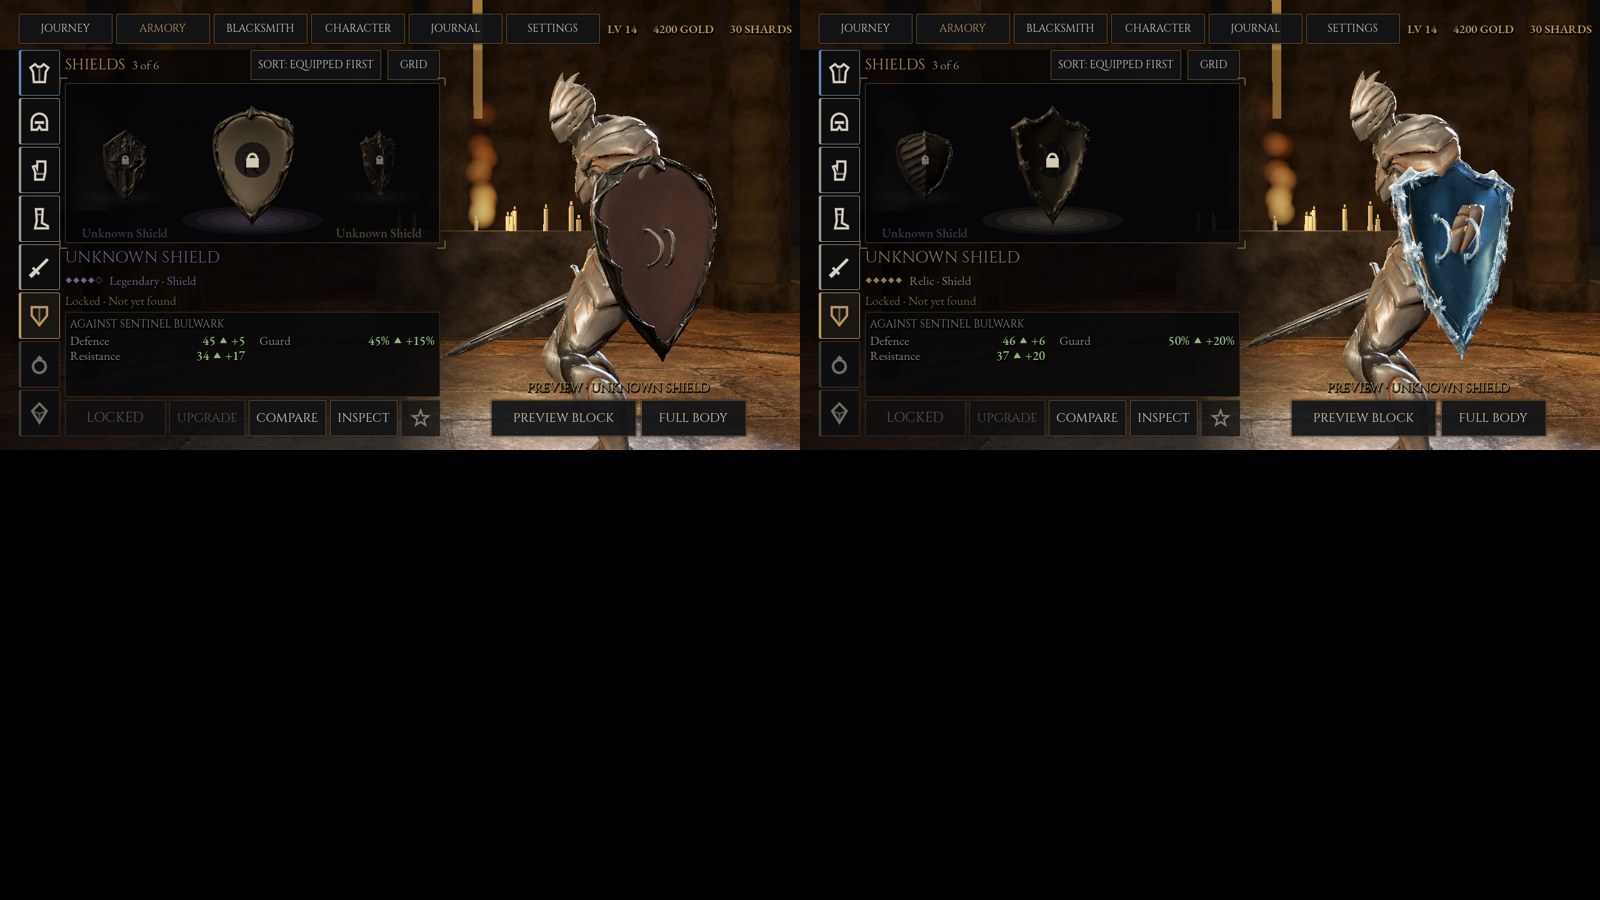 JOURNEY ARMORY BLACKSMITH CHARACTER JOURNAL SETTINGS LV 14 4200 GOLD 30 SHARDS
SHIELDS 3 of 6 SORT: EQUIPPED FIRST GRID
Unknown Shield Unknown Shield
UNKNOWN SHIELD
Legendary · Shield
Locked · Not yet found
AGAINST SENTINEL BULWARK
Defence 45 ▲ +5 Guard 45% ▲ +15%
Resistance 34 ▲ +17
PREVIEW · UNKNOWN SHIELD
LOCKED UPGRADE COMPARE INSPECT PREVIEW BLOCK FULL BODY
JOURNEY ARMORY BLACKSMITH CHARACTER JOURNAL SETTINGS LV 14 4200 GOLD 30 SHARDS
SHIELDS 3 of 6 SORT: EQUIPPED FIRST GRID
Unknown Shield
UNKNOWN SHIELD
Relic · Shield
Locked · Not yet found
AGAINST SENTINEL BULWARK
Defence 46 ▲ +6 Guard 50% ▲ +20%
Resistance 37 ▲ +20
PREVIEW · UNKNOWN SHIELD
LOCKED UPGRADE COMPARE INSPECT PREVIEW BLOCK FULL BODY